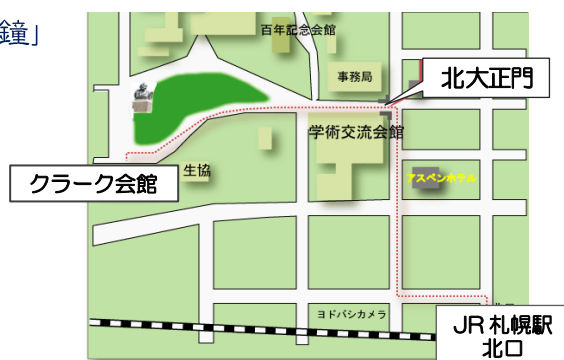 鐘」
百年記念会館
事務局
北大正門
学術交流会館
生協
アスペンホテル
クラーク会館
ヨドバシカメラ
JR 札幌駅
北口